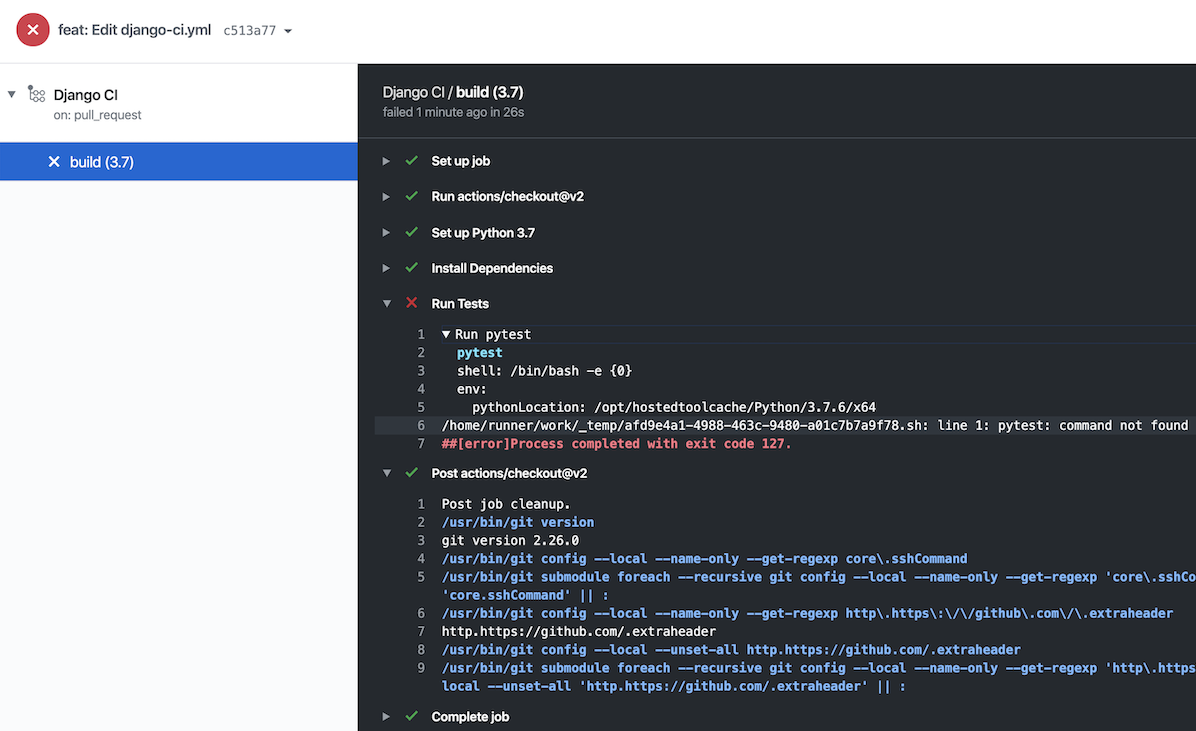 feat: Edit django-ci.yml c513a77
Django CI
on: pull_request
build (3.7)
Django CI / build (3.7)
failed 1 minute ago in 26s
Set up job
Run actions/checkout@v2
Set up Python 3.7
Install Dependencies
Run Tests
1 Run pytest
2 pytest
3 shell: /bin/bash -e {0}
4 env:
5 pythonLocation: /opt/hostedtoolcache/Python/3.7.6/x64
6 /home/runner/work/_temp/afd9e4a1-4988-463c-9480-a01c7b7a9f78.sh: line 1: pytest: command not found
7 ##[error]Process completed with exit code 127.
Post actions/checkout@v2
1 Post job cleanup.
2 /usr/bin/git version
3 git version 2.26.0
4 /usr/bin/git config --local --name-only --get-regexp core\.sshCommand
5 /usr/bin/git submodule foreach --recursive git config --local --name-only --get-regexp 'core\.sshCo
'core.sshCommand' || :
6 /usr/bin/git config --local --name-only --get-regexp http\.https\:\/\/github\.com\/\.extraheader
7 http.https://github.com/.extraheader
8 /usr/bin/git config --local --unset-all http.https://github.com/.extraheader
9 /usr/bin/git submodule foreach --recursive git config --local --name-only --get-regexp 'http\.https
local --unset-all 'http.https://github.com/.extraheader' || :
Complete job